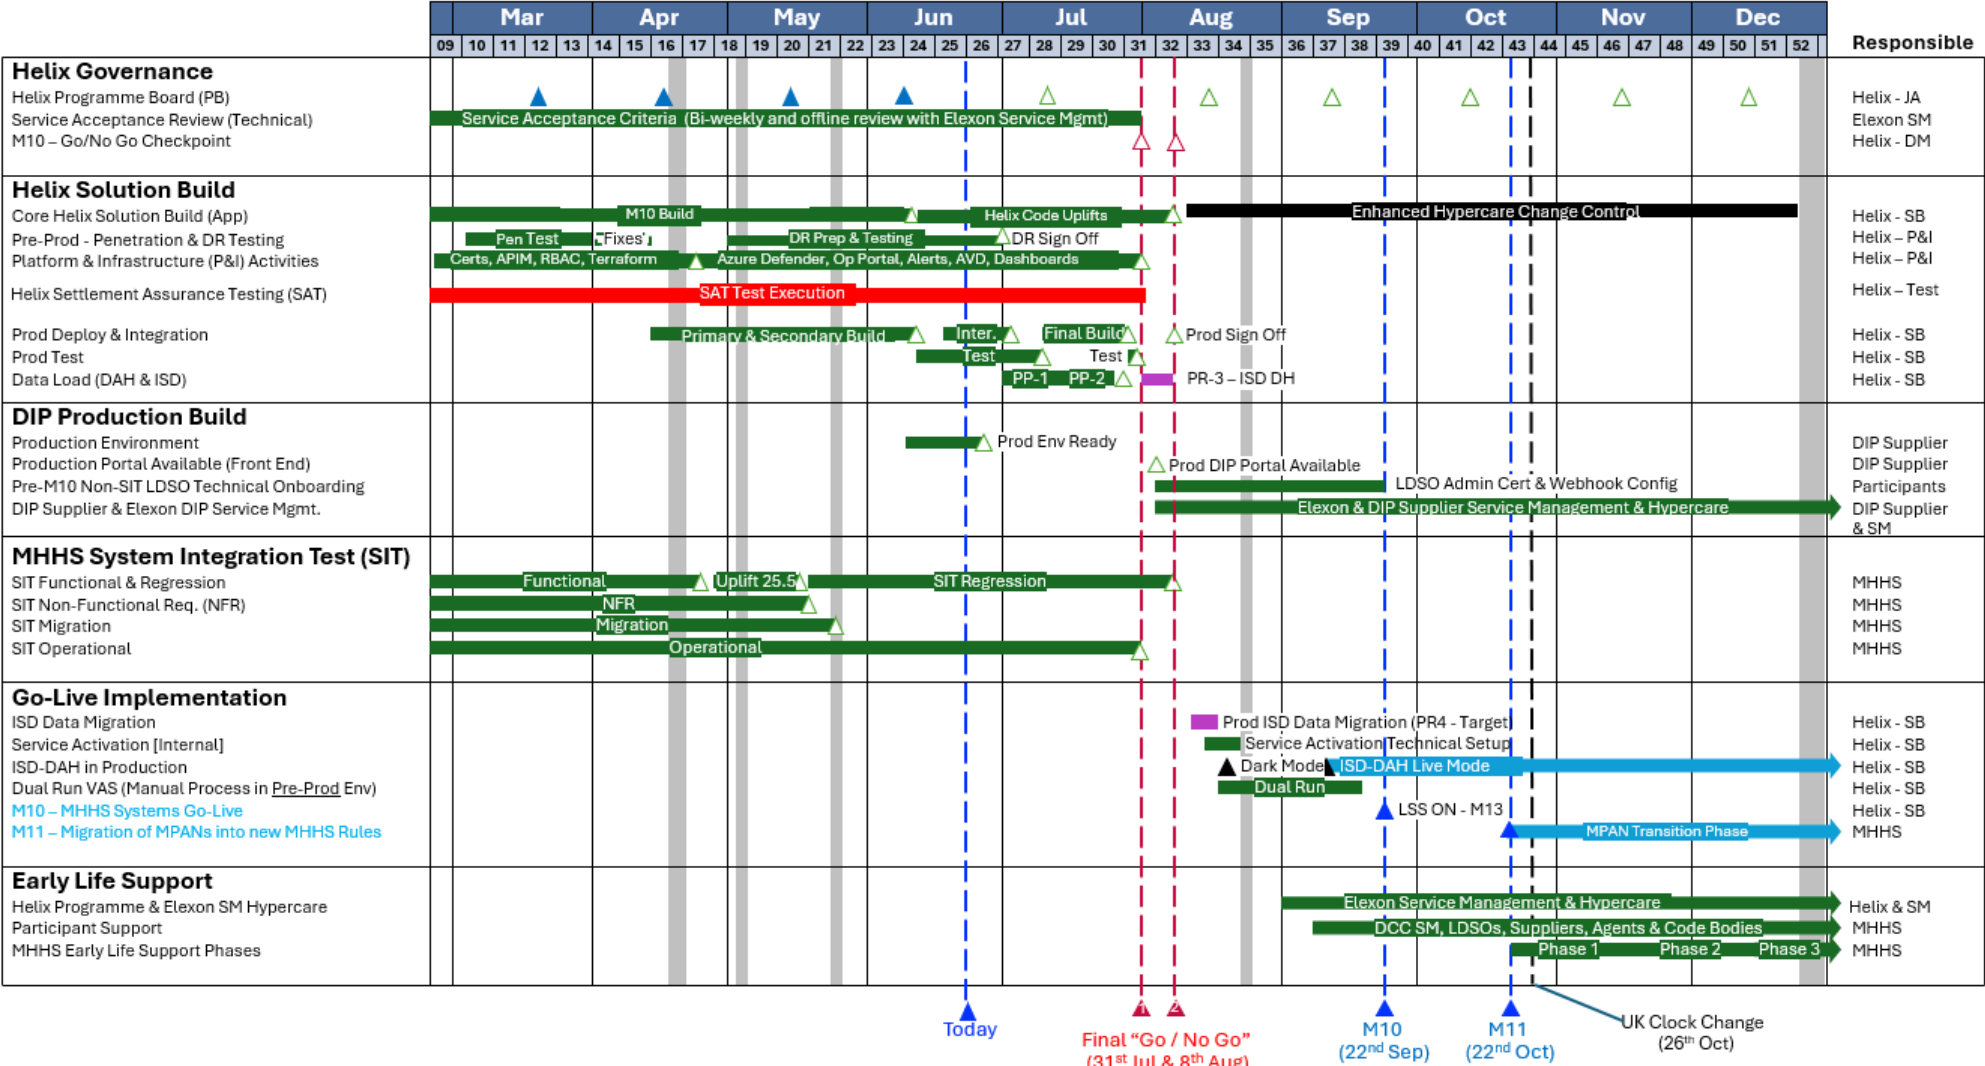 Mar Apr May Jun Jul Aug Sep Oct Nov Dec
09 10 11 12 13 14 15 16 17 18 19 20 21 22 23 24 25 26 27 28 29 30 31 32 33 34 35 36 37 38 39 40 41 42 43 44 45 46 47 48 49 50 51 52 Responsible
Helix Governance
Helix Programme Board (PB) Helix - JA
Service Acceptance Review (Technical) Service Acceptance Criteria (Bi-weekly and offline review with Elexon Service Mgmt) Elexon SM
M10 – Go/No Go Checkpoint Helix - DM
Helix Solution Build
Core Helix Solution Build (App) M10 Build Helix Code Uplifts Enhanced Hypercare Change Control Helix - SB
Pre-Prod - Penetration & DR Testing Pen Test Fixes DR Prep & Testing DR Sign Off Helix – P&I
Platform & Infrastructure (P&I) Activities Certs, APIM, RBAC, Terraform Azure Defender, Op Portal, Alerts, AVD, Dashboards Helix – P&I
Helix Settlement Assurance Testing (SAT) SAT Test Execution Helix – Test
Prod Deploy & Integration Primary & Secondary Build Inter. Final Build Prod Sign Off Helix - SB
Prod Test Test Test Helix - SB
Data Load (DAH & ISD) PP-1 PP-2 PR-3 – ISD DH Helix - SB
DIP Production Build
Production Environment Prod Env Ready DIP Supplier
Production Portal Available (Front End) Prod DIP Portal Available DIP Supplier
Pre-M10 Non-SIT LDSO Technical Onboarding LDSO Admin Cert & Webhook Config Participants
DIP Supplier & Elexon DIP Service Mgmt. Elexon & DIP Supplier Service Management & Hypercare DIP Supplier
& SM
MHHS System Integration Test (SIT)
SIT Functional & Regression Functional Uplift 25.5 SIT Regression MHHS
SIT Non-Functional Req. (NFR) NFR MHHS
SIT Migration Migration MHHS
SIT Operational Operational MHHS
Go-Live Implementation
ISD Data Migration Prod ISD Data Migration (PR4 - Target) Helix - SB
Service Activation [Internal] Service Activation Technical Setup Helix - SB
ISD-DAH in Production Dark Mode ISD-DAH Live Mode Helix - SB
Dual Run VAS (Manual Process in Pre-Prod Env) Dual Run Helix - SB
M10 – MHHS Systems Go-Live LSS ON - M13 Helix - SB
M11 – Migration of MPANs into new MHHS Rules MPAN Transition Phase MHHS
Early Life Support
Helix Programme & Elexon SM Hypercare Elexon Service Management & Hypercare Helix & SM
Participant Support DCC SM, LDSOs, Suppliers, Agents & Code Bodies MHHS
MHHS Early Life Support Phases Phase 1 Phase 2 Phase 3 MHHS
1 2
Today Final “Go / No Go” M10 M11 UK Clock Change
(31st Jul & 8th Aug) (22nd Sep) (22nd Oct) (26th Oct)